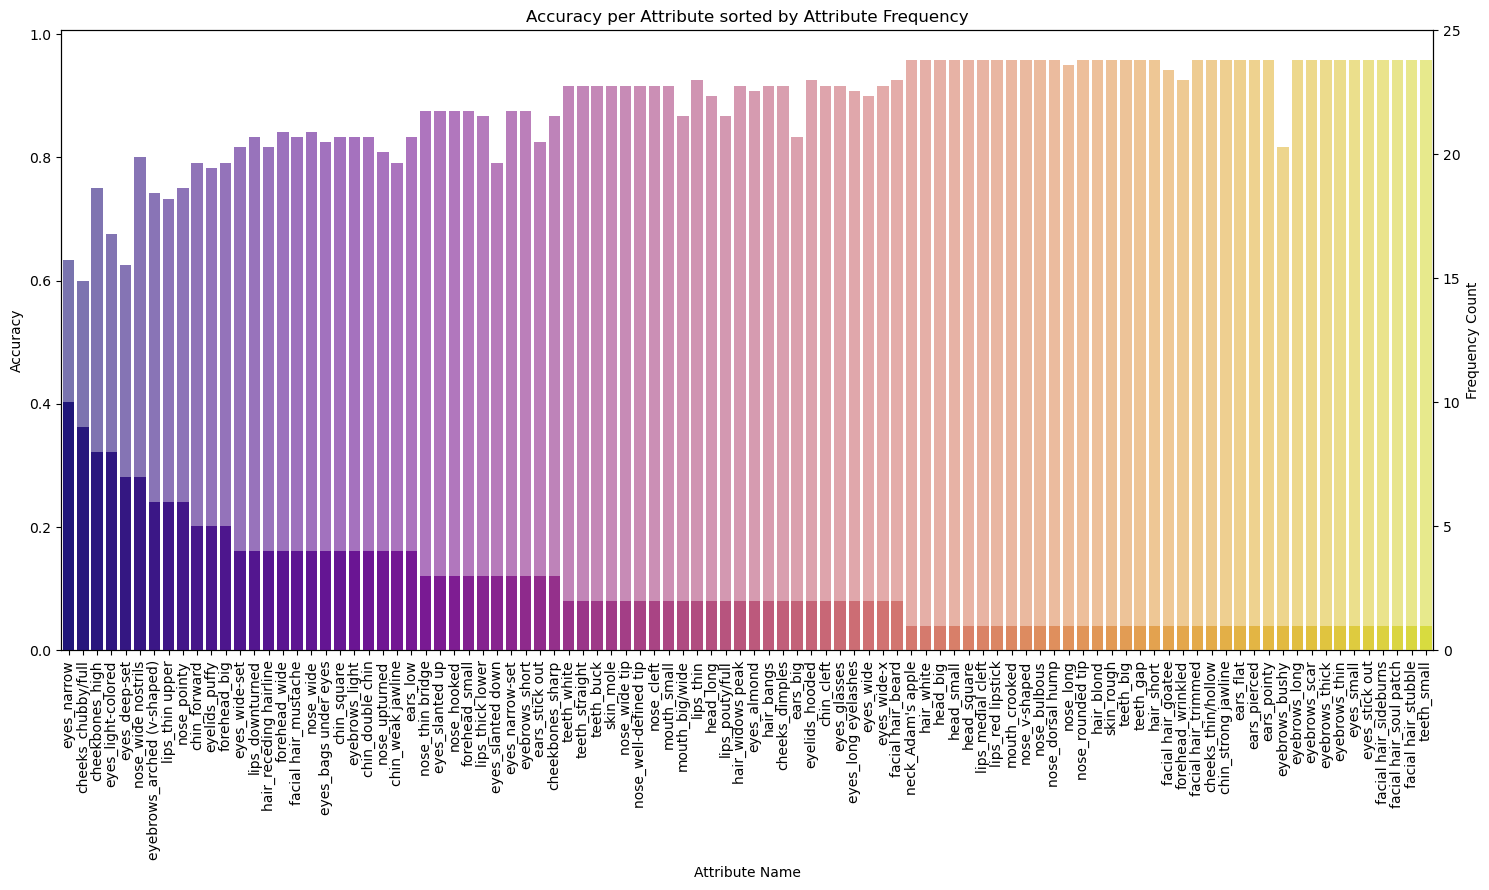 Accuracy per Attribute sorted by Attribute Frequency
Accuracy
1.0
0.8
0.6
0.4
0.2
0.0
Frequency Count
25
20
15
10
5
0
eyes_narrow
cheeks_chubby/full
cheekbones_high
eyes_light-colored
eyes_deep-set
nose_wide nostrils
eyebrows_arched (v-shaped)
lips_thin upper
nose_pointy
chin_forward
eyelids_puffy
forehead_big
eyes_wide-set
lips_downturned
hair_receding hairline
forehead_wide
facial hair_mustache
nose_wide
eyes_bags under eyes
chin_square
eyebrows_light
chin_double chin
nose_upturned
chin_weak jawline
ears_low
nose_thin bridge
eyes_slanted up
nose_hooked
forehead_small
lips_thick lower
eyes_slanted down
eyes_narrow-set
eyebrows_short
ears_stick out
cheekbones_sharp
teeth_white
teeth_straight
teeth_buck
skin_mole
nose_wide tip
nose_well-defined tip
nose_cleft
mouth_small
mouth_big/wide
lips_thin
head_long
lips_pouty/full
hair_widows peak
eyes_almond
hair_bangs
cheeks_dimples
ears_big
eyelids_hooded
chin_cleft
eyes_glasses
eyes_long eyelashes
eyes_wide
eyes_wide-x
facial hair_beard
neck_Adam's apple
hair_white
head_big
head_small
head_square
lips_medial cleft
lips_red lipstick
mouth_crooked
nose_v-shaped
nose_bulbous
nose_dorsal hump
nose_long
nose_rounded tip
hair_blond
skin_rough
teeth_big
teeth_gap
hair_short
facial hair_goatee
forehead_wrinkled
facial hair_trimmed
cheeks_thin/hollow
chin_strong jawline
ears_flat
ears_pierced
ears_pointy
eyebrows_bushy
eyebrows_long
eyebrows_scar
eyebrows_thick
eyebrows_thin
eyes_small
eyes_stick out
facial hair_sideburns
facial hair_soul patch
facial hair_stubble
teeth_small
Attribute Name